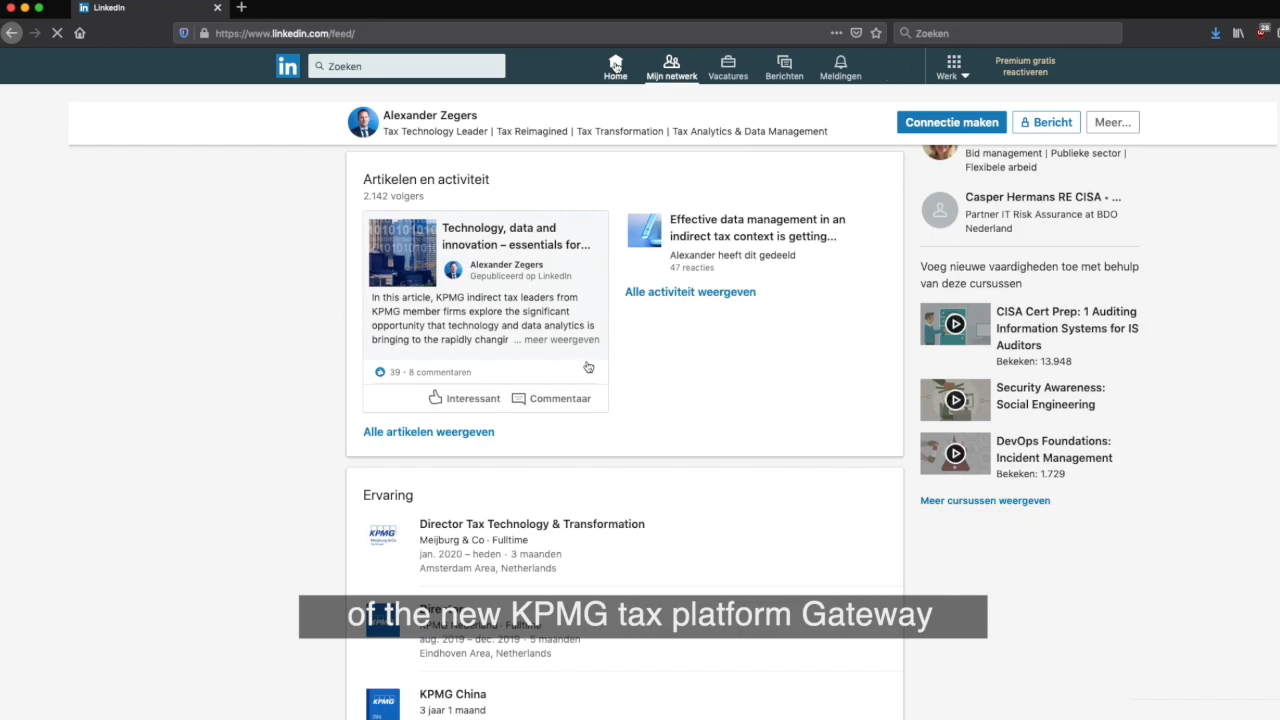 LinkedIn
https://www.linkedin.com/feed/
Zoeken
28
in
Zoeken
Home
Mijn netwerk
Vacatures
Berichten
Meldingen
Werk
Premium gratis
reactiveren
Alexander Zegers
Tax Technology Leader | Tax Reimagined | Tax Transformation | Tax Analytics & Data Management
Connectie maken
Bericht
Meer...
Artikelen en activiteit
2.142 volgers
Technology, data and
innovation – essentials for...
Alexander Zegers
Gepubliceerd op LinkedIn
In this article, KPMG indirect tax leaders from
KPMG member firms explore the significant
opportunity that technology and data analytics is
bringing to the rapidly changir ... meer weergeven
39 · 8 commentaren
Interessant
Commentaar
Alle artikelen weergeven
Effective data management in an
indirect tax context is getting...
Alexander heeft dit gedeeld
47 reacties
Alle activiteit weergeven
Ervaring
KPMG
Meijburg & Co
Director Tax Technology & Transformation
Meijburg & Co · Fulltime
jan. 2020 – heden · 3 maanden
Amsterdam Area, Netherlands
Director
KPMG Nederland · Fulltime
aug. 2019 – dec. 2019 · 5 maanden
Eindhoven Area, Netherlands
of the new KPMG tax platform Gateway
KPMG
KPMG China
3 jaar 1 maand
Bid management | Publieke sector |
Flexibele arbeid
Casper Hermans RE CISA • ...
Partner IT Risk Assurance at BDO
Nederland
Voeg nieuwe vaardigheden toe met behulp
van deze cursussen
CISA Cert Prep: 1 Auditing
Information Systems for IS
Auditors
Bekeken: 13.948
Security Awareness:
Social Engineering
DevOps Foundations:
Incident Management
Bekeken: 1.729
Meer cursussen weergeven